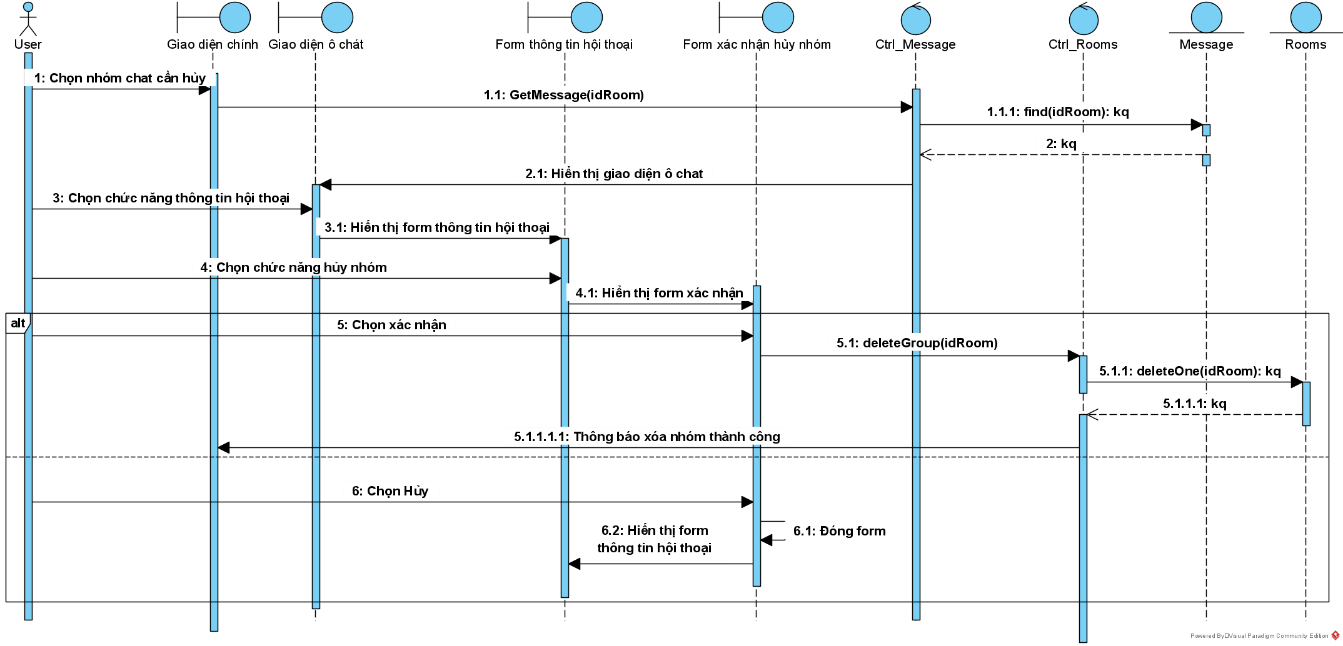 User
Giao diện chính
Giao diện ô chát
Form thông tin hội thoại
Form xác nhận hủy nhóm
Ctrl_Message
Ctrl_Rooms
Message
Rooms
1: Chọn nhóm chat cần hủy
1.1: GetMessage(idRoom)
1.1.1: find(idRoom): kq
2: kq
2.1: Hiển thị giao diện ô chat
3: Chọn chức năng thông tin hội thoại
3.1: Hiển thị form thông tin hội thoại
4: Chọn chức năng hủy nhóm
4.1: Hiển thị form xác nhận
alt
5: Chọn xác nhận
5.1: deleteGroup(idRoom)
5.1.1: deleteOne(idRoom): kq
5.1.1.1: kq
5.1.1.1.1: Thông báo xóa nhóm thành công
6: Chọn Hủy
6.1: Đóng form
6.2: Hiển thị form
thông tin hội thoại
Powered By Visual Paradigm Community Edition